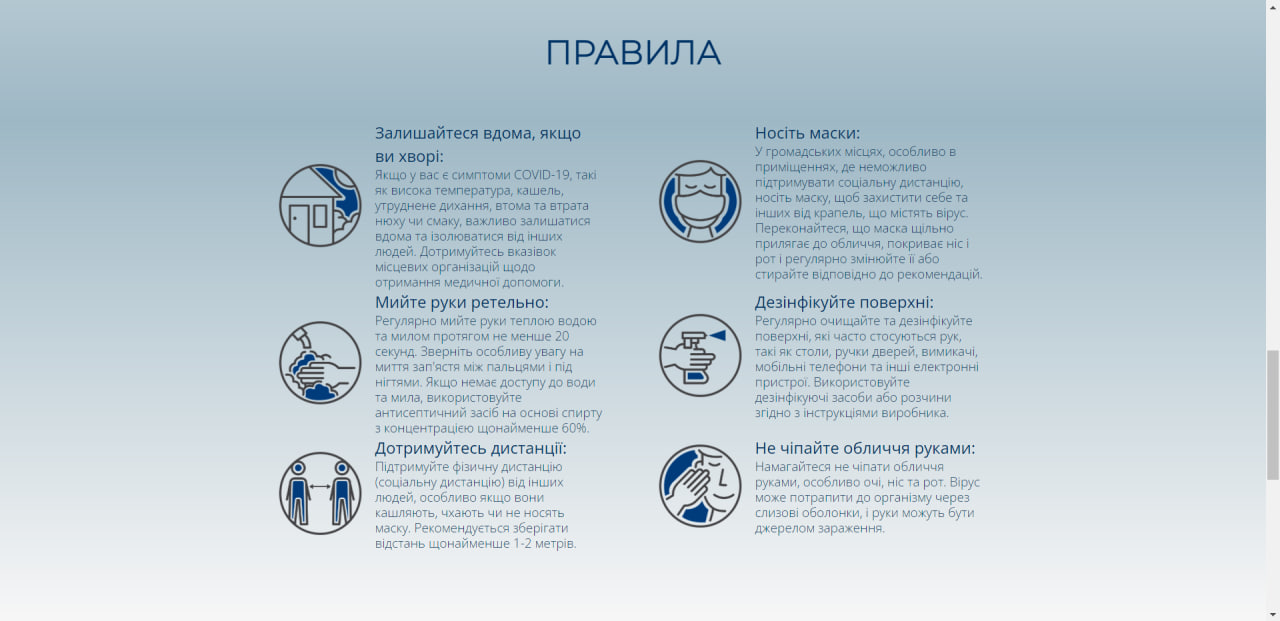 ПРАВИЛА
Залишайтеся вдома, якщо
ви хворі:
Якщо у вас є симптоми COVID-19, такі
як висока температура, кашель,
утруднене дихання, втома та втрата
нюху чи смаку, важливо залишатися
вдома та ізолюватися від інших
людей. Дотримуйтесь вказівок
місцевих організацій щодо
отримання медичної допомоги.
Носіть маски:
У громадських місцях, особливо в
приміщеннях, де неможливо
підтримувати соціальну дистанцію,
носіть маску, щоб захистити себе та
інших від крапель, що містять вірус.
Переконайтеся, що маска щільно
прилягає до обличчя, покриває ніс і
рот і регулярно змінюйте її або
стирайте відповідно до рекомендацій.
Мийте руки ретельно:
Регулярно мийте руки теплою водою
та милом протягом не менше 20
секунд. Зверніть особливу увагу на
миття зап'ястя між пальцями і під
нігтями. Якщо немає доступу до води
та мила, використовуйте
антисептичний засіб на основі спирту
з концентрацією щонайменше 60%.
Дезінфікуйте поверхні:
Регулярно очищайте та дезінфікуйте
поверхні, які часто стосуються рук,
такі як столи, ручки дверей, вимикачі,
мобільні телефони та інші електронні
пристрої. Використовуйте
дезінфікуючі засоби або розчини
згідно з інструкціями виробника.
Дотримуйтесь дистанції:
Підтримуйте фізичну дистанцію
(соціальну дистанцію) від інших
людей, особливо якщо вони
кашляють, чхають чи не носять
маску. Рекомендується зберігати
відстань щонайменше 1-2 метрів.
Не чіпайте обличчя руками:
Намагайтеся не чіпати обличчя
руками, особливо очі, ніс та рот. Вірус
може потрапити до організму через
слизові оболонки, і руки можуть бути
джерелом зараження.